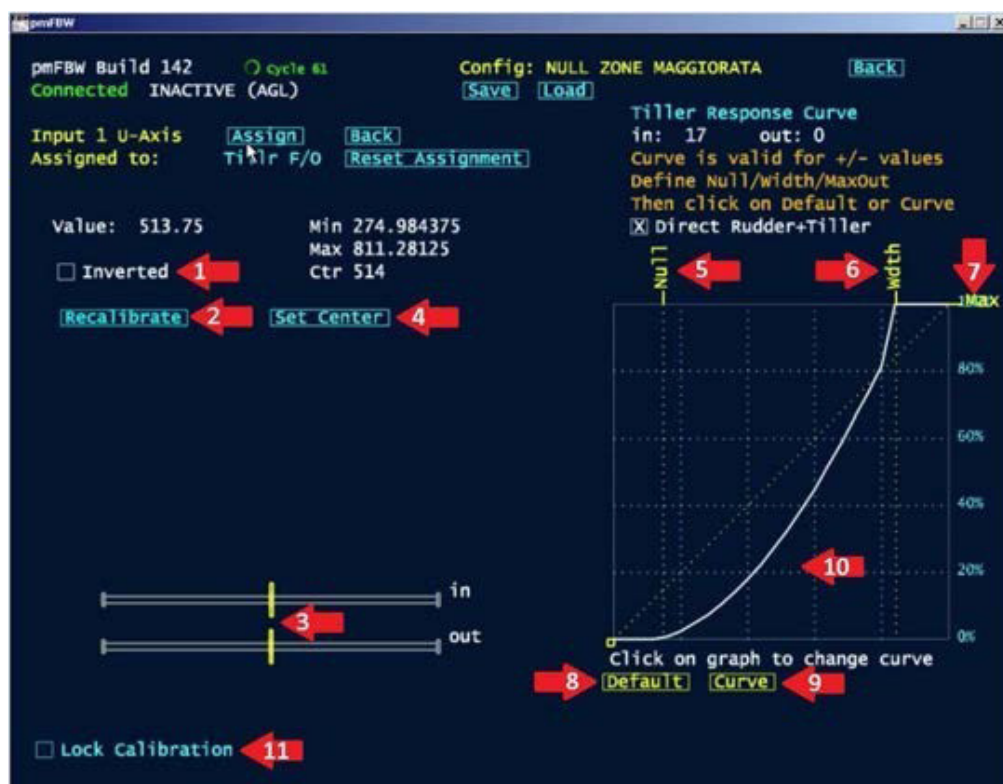 pmFBW
pmFBW Build 142 cycle 61 Config: NULL ZONE MAGGIORATA Back
Connected INACTIVE (AGL) Save Load
Tiller Response Curve
Input 1 U-Axis Assign Back in: 17 out: 0
Assigned to: Tillr F/O Reset Assignment Curve is valid for +/- values
Define Null/Width/MaxOut
Then click on Default or Curve
Value: 513.75 Min 274.984375 X Direct Rudder+Tiller
Max 811.28125
Inverted 1 Ctr 514 Null 5 6 Wdth 7
Max
Recalibrate 2 Set Center 4
80%
60%
40%
10 20%
in
3
out 0%
Click on graph to change curve
8 Default Curve 9
Lock Calibration 11